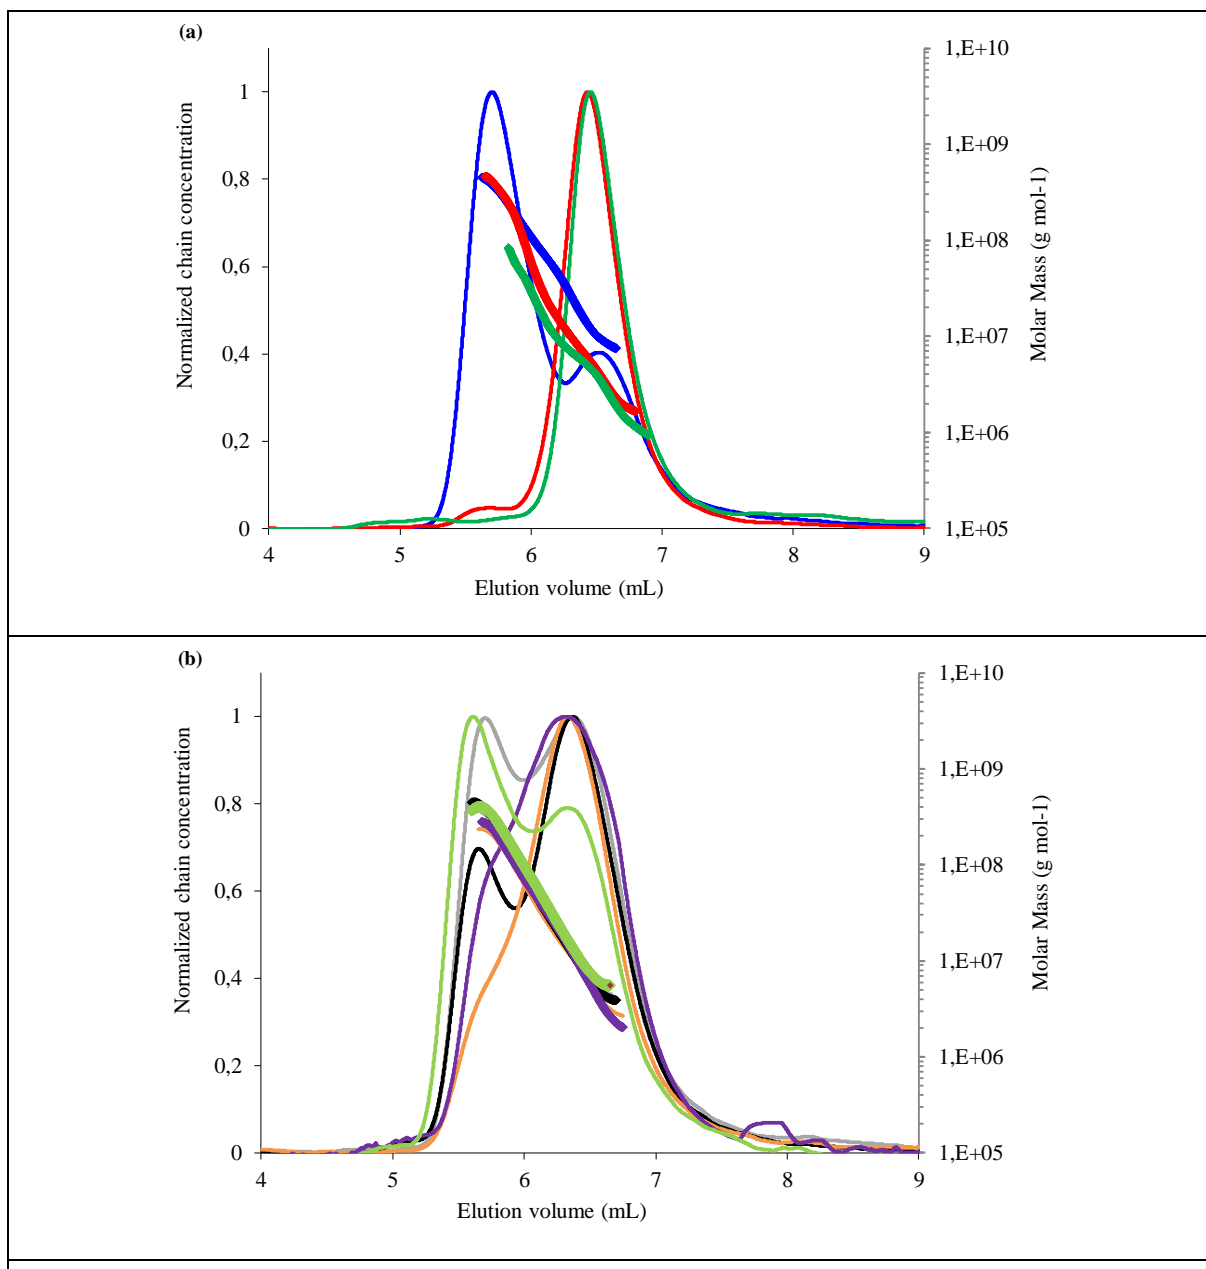 (a)
1,E+10
1,E+09
1,E+08
1,E+07
1,E+06
1,E+05
1
0,8
0,6
0,4
0,2
0
4 5 6 7 8 9
Normalized chain concentration
Molar Mass (g mol-1)
Elution volume (mL)
(b)
1,E+10
1,E+09
1,E+08
1,E+07
1,E+06
1,E+05
1
0,8
0,6
0,4
0,2
0
4 5 6 7 8 9
Normalized chain concentration
Molar Mass (g mol-1)
Elution volume (mL)